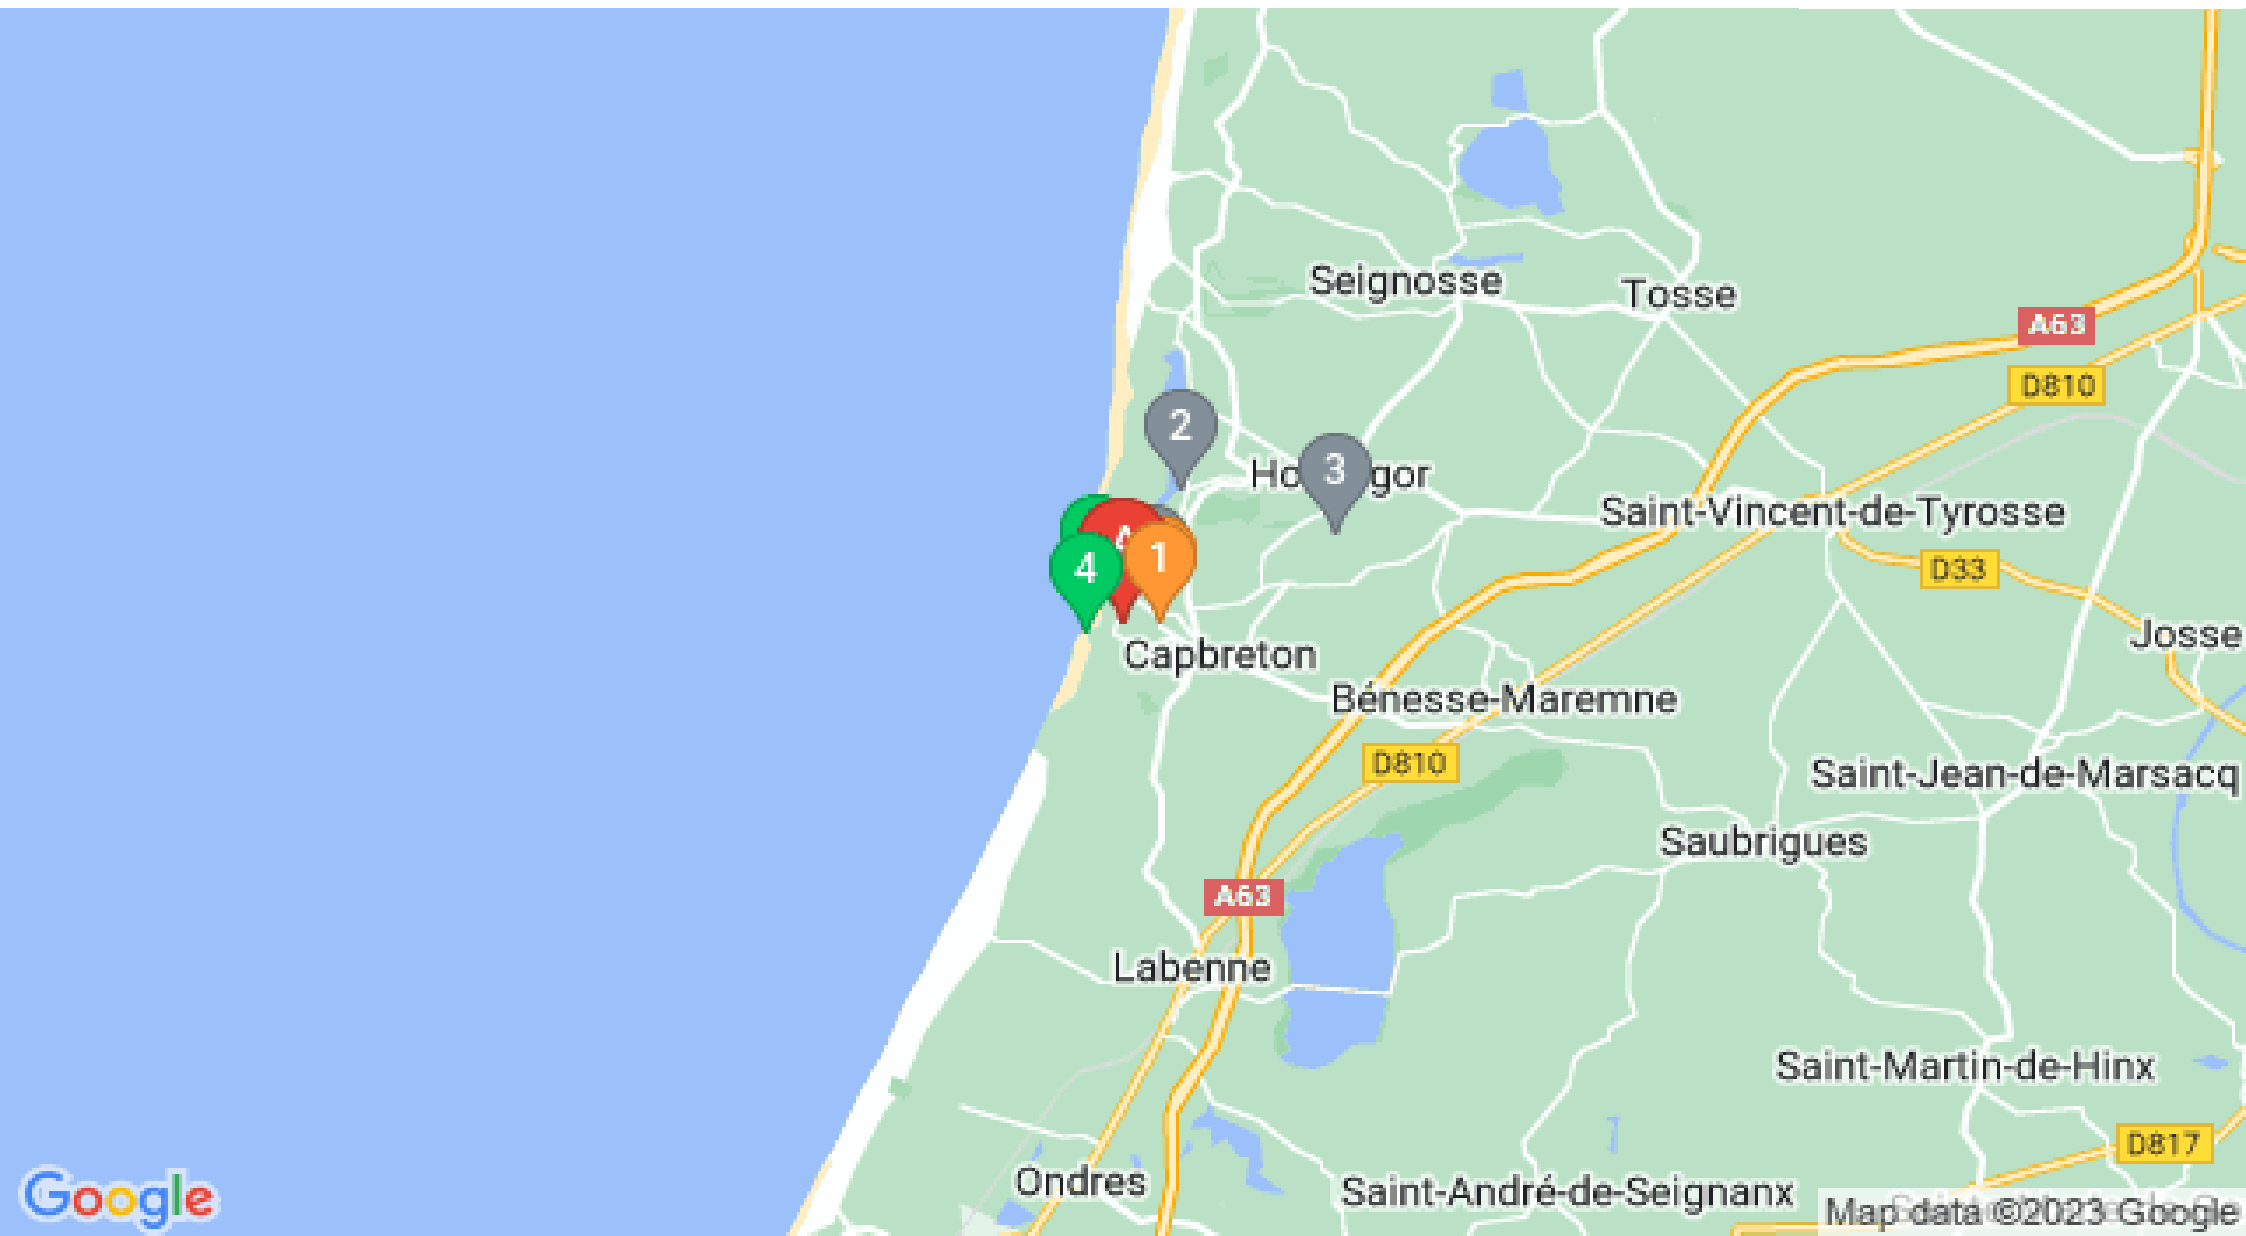 Seignosse
Tosse
A63
D810
2
3
Saint-Vincent-de-Tyrosse
A
1
4
D33
Josse
Capbreton
Bénesse-Maremne
D810
Saint-Jean-de-Marsacq
Saubrigues
A63
Labenne
Saint-Martin-de-Hinx
D817
Ondres
Saint-André-de-Seignanx
Google
Map data ©2023 Google